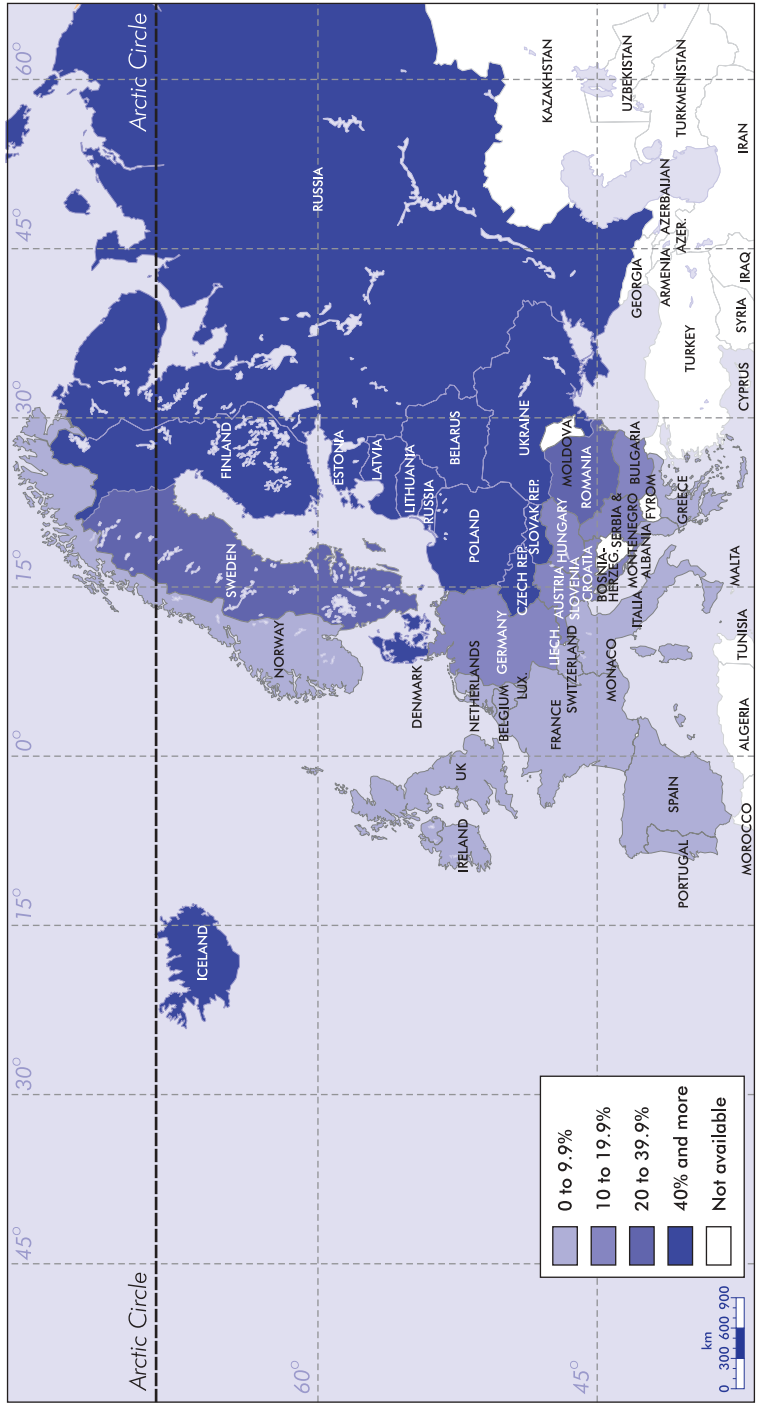 Arctic Circle
Arctic Circle
45°
30°
15°
0°
15°
30°
45°
60°
60°
45°
ICELAND
NORWAY
SWEDEN
FINLAND
RUSSIA
ESTONIA
LATVIA
LITHUANIA
RUSSIA
DENMARK
IRELAND
UK
NETHERLANDS
BELGIUM
LUX.
GERMANY
POLAND
BELARUS
CZECH REP.
SLOVAK REP.
UKRAINE
KAZAKHSTAN
FRANCE
LIECH.
SWITZERLAND
AUSTRIA
HUNGARY
SLOVENIA
CROATIA
MOLDOVA
ROMANIA
BOSNIA-
HERZEG.
SERBIA &
MONTENEGRO
MONACO
ITALIA
ALBANIA
FYROM
BULGARIA
GREECE
PORTUGAL
SPAIN
GEORGIA
ARMENIA
AZERBAIJAN
AZER.
UZBEKISTAN
TURKMENISTAN
TURKEY
MOROCCO
ALGERIA
TUNISIA
MALTA
CYPRUS
SYRIA
IRAQ
IRAN
0 to 9.9%
10 to 19.9%
20 to 39.9%
40% and more
Not available
km
0 300 600 900